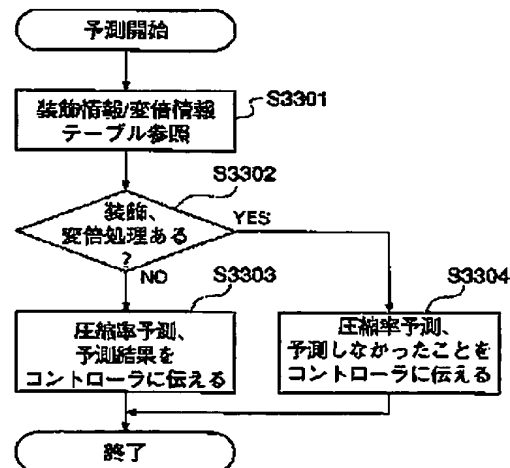 予測開始
装飾情報/変倍情報
テーブル参照
S3301
S3302
装飾、
変倍処理ある
?
YES
NO
S3303
圧縮率予測、
予測結果を
コントローラに伝える
S3304
圧縮率予測、
予測しなかったことを
コントローラに伝える
終了